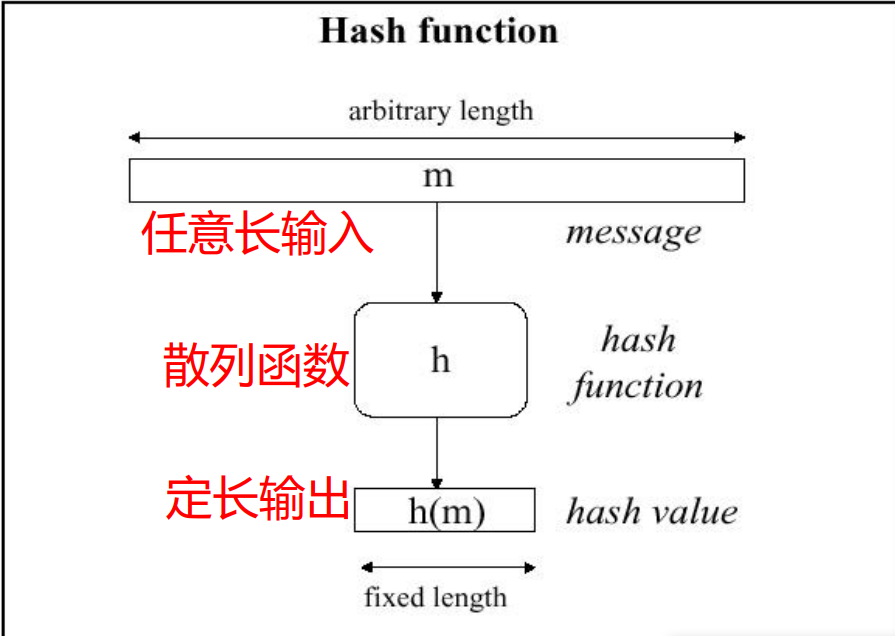 Hash function
arbitrary length
m
任意长输入
message
散列函数
h
hash
function
定长输出
h(m)
hash value
fixed length